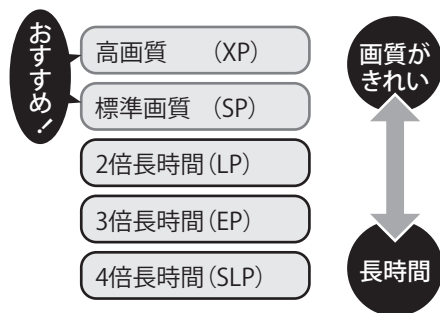 おすすめ！
高画質　（XP）
標準画質　（SP）
2倍長時間（LP）
3倍長時間（EP）
4倍長時間（SLP）
画質が
きれい
長時間